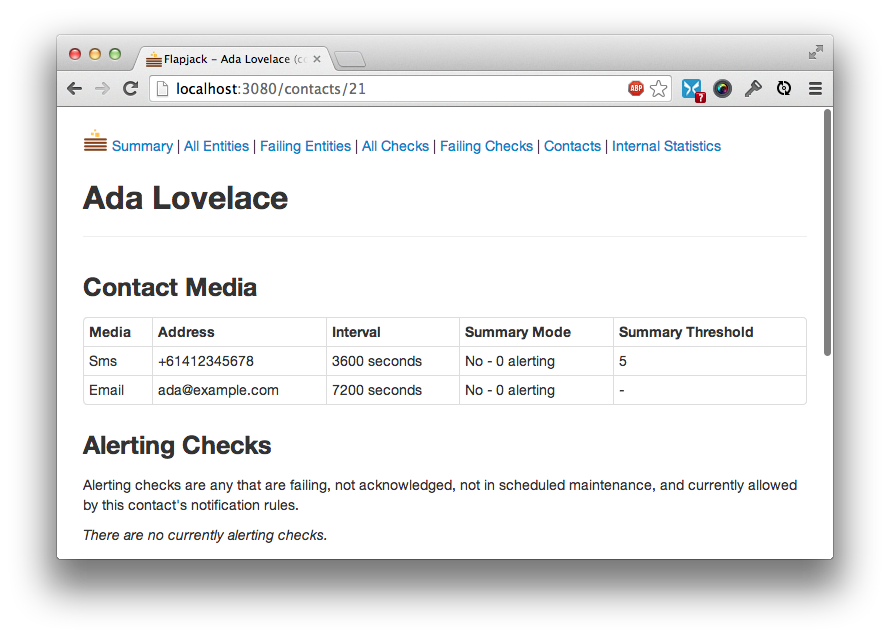 Flapjack – Ada Lovelace (c
localhost:3080/contacts/21
ABP
?
Summary | All Entities | Failing Entities | All Checks | Failing Checks | Contacts | Internal Statistics
Ada Lovelace
Contact Media
Media Address Interval Summary Mode Summary Threshold
Sms +61412345678 3600 seconds No - 0 alerting 5
Email ada@example.com 7200 seconds No - 0 alerting -
Alerting Checks
Alerting checks are any that are failing, not acknowledged, not in scheduled maintenance, and currently allowed
by this contact's notification rules.
There are no currently alerting checks.